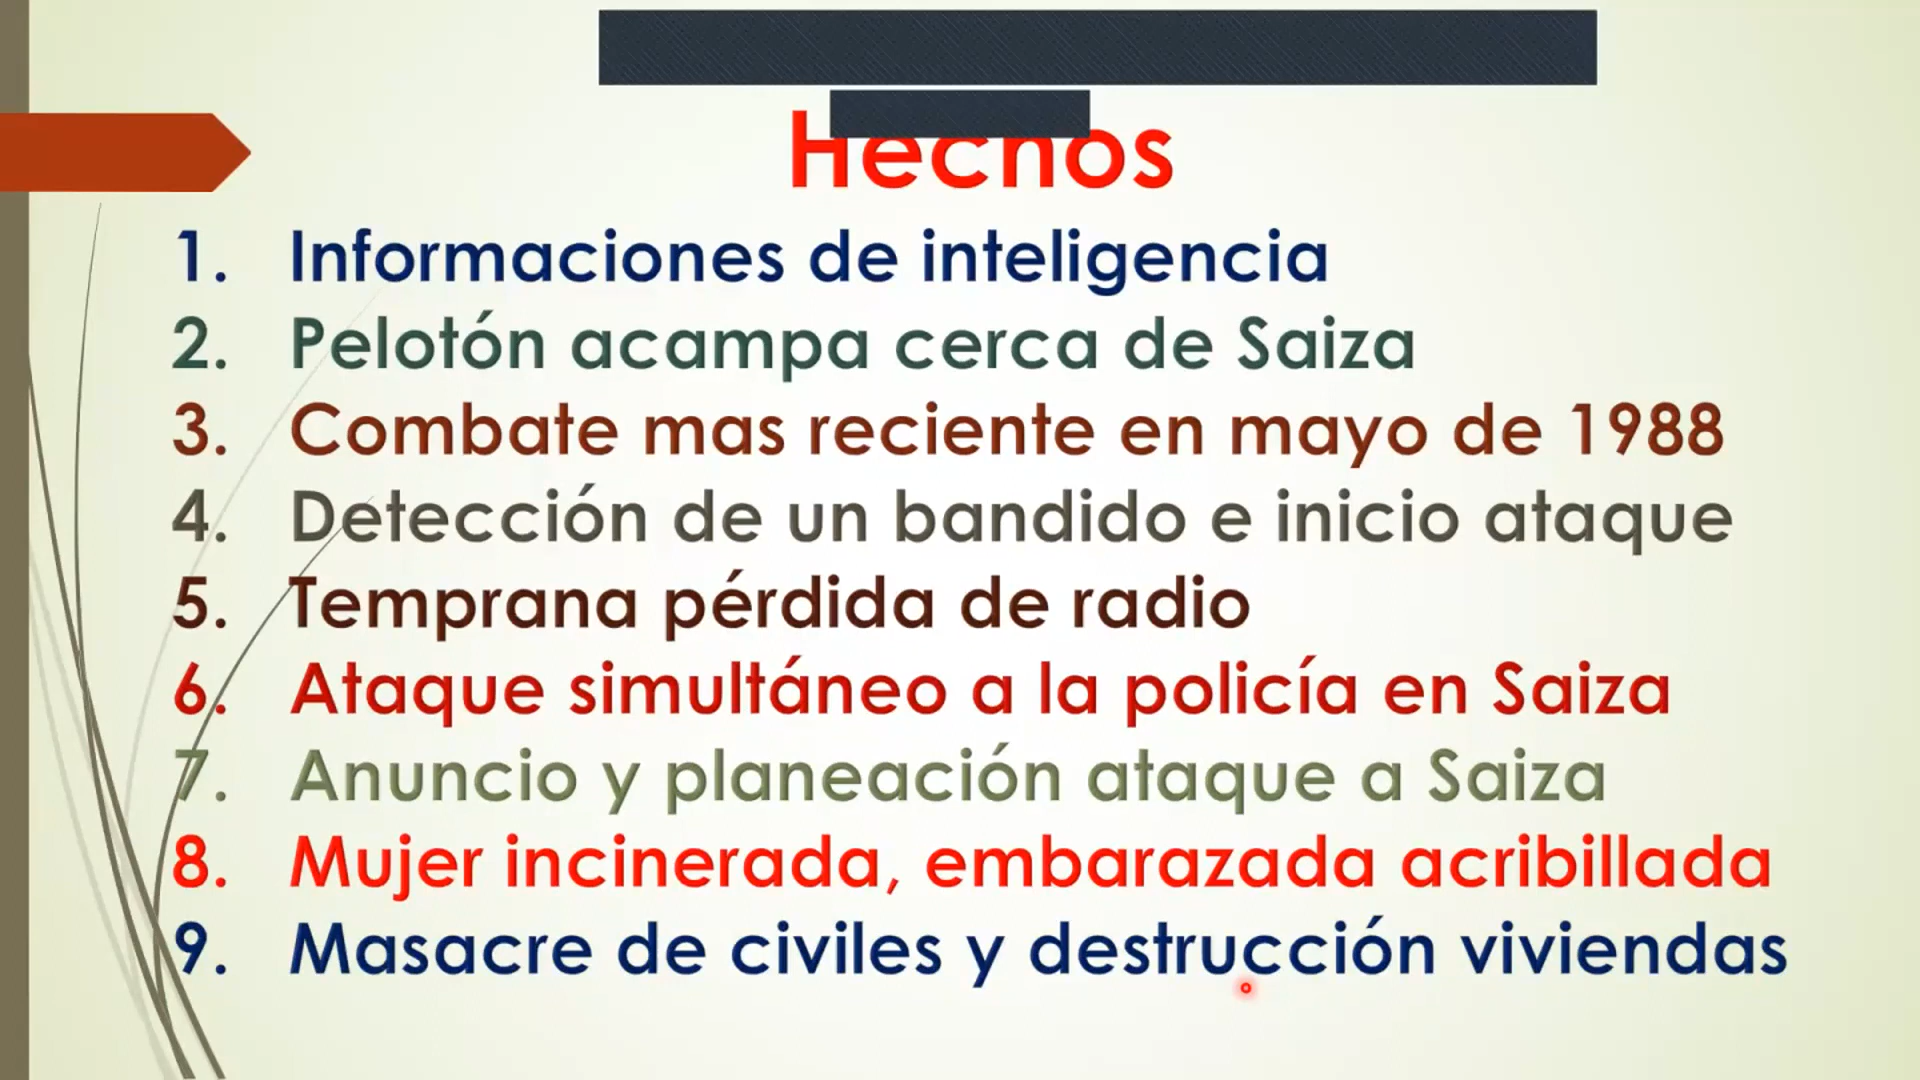 Hechos
1. Informaciones de inteligencia
2. Pelotón acampa cerca de Saiza
3. Combate mas reciente en mayo de 1988
4. Detección de un bandido e inicio ataque
5. Temprana pérdida de radio
6. Ataque simultáneo a la policía en Saiza
7. Anuncio y planeación ataque a Saiza
8. Mujer incinerada, embarazada acribillada
9. Masacre de civiles y destrucción viviendas